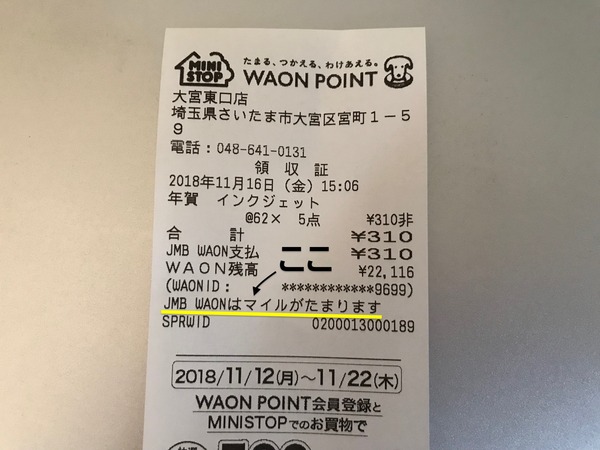 MINI STOP
たまる、つかえる、わけあえる。
WAON POINT
大宮東口店
埼玉県さいたま市大宮区宮町1-5
9
電話:048-641-0131
領収証
2018年11月16日(金)15:06
年賀 インクジェット
@62× 5点 ¥310非
合計 ¥310
JMB WAON支払 ¥310
ここ
WAON残高 ¥22,116
(WAONID: ************9699)
JMB WAONはマイルがたまります
SPRWID 0200013000189
2018/11/12(月)~11/22(木)
WAON POINT会員登録と
MINISTOPでのお買物で